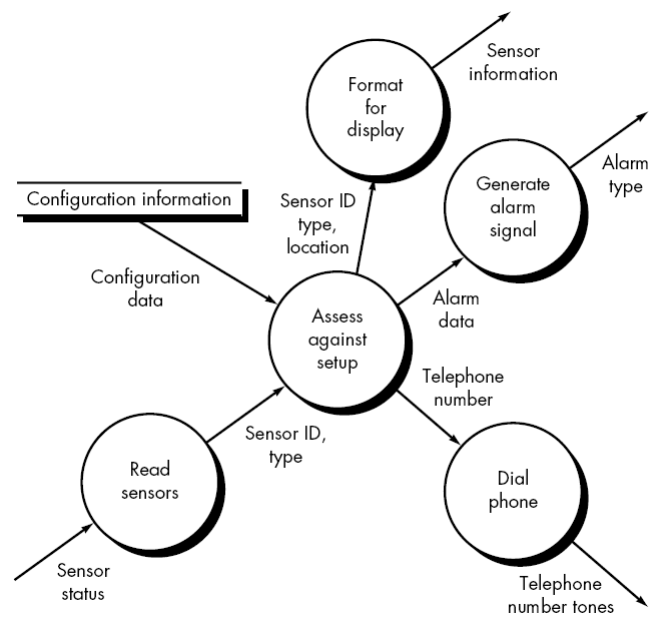 Sensor
information
Format
for
display
Alarm
type
Generate
alarm
signal
Configuration information
Sensor ID
type,
location
Configuration
data
Alarm
data
Assess
against
setup
Telephone
number
Sensor ID,
type
Read
sensors
Dial
phone
Sensor
status
Telephone
number tones